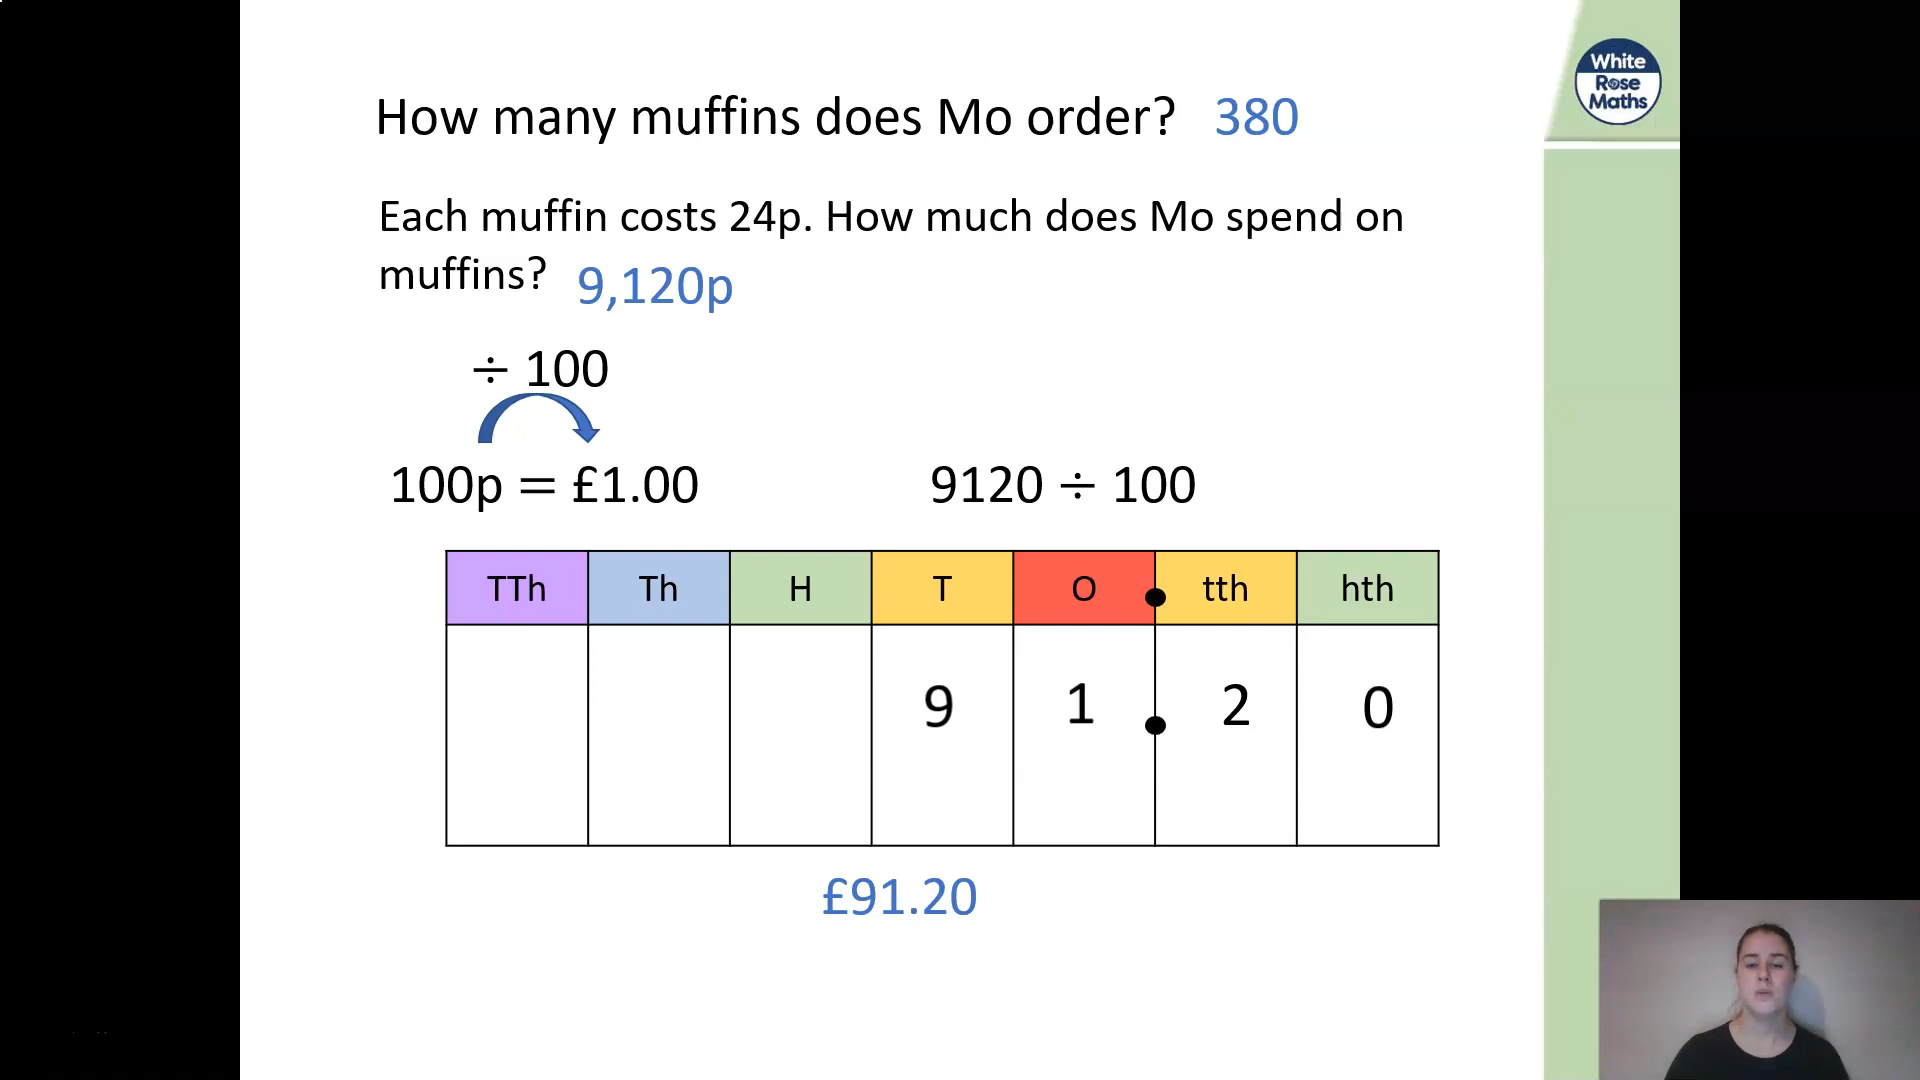 White
Rose
Maths
How many muffins does Mo order? 380
Each muffin costs 24p. How much does Mo spend on
muffins? 9,120p
÷ 100
100p = £1.00 9120 ÷ 100
TTh Th H T O . tth hth
9 1 . 2 0
£91.20